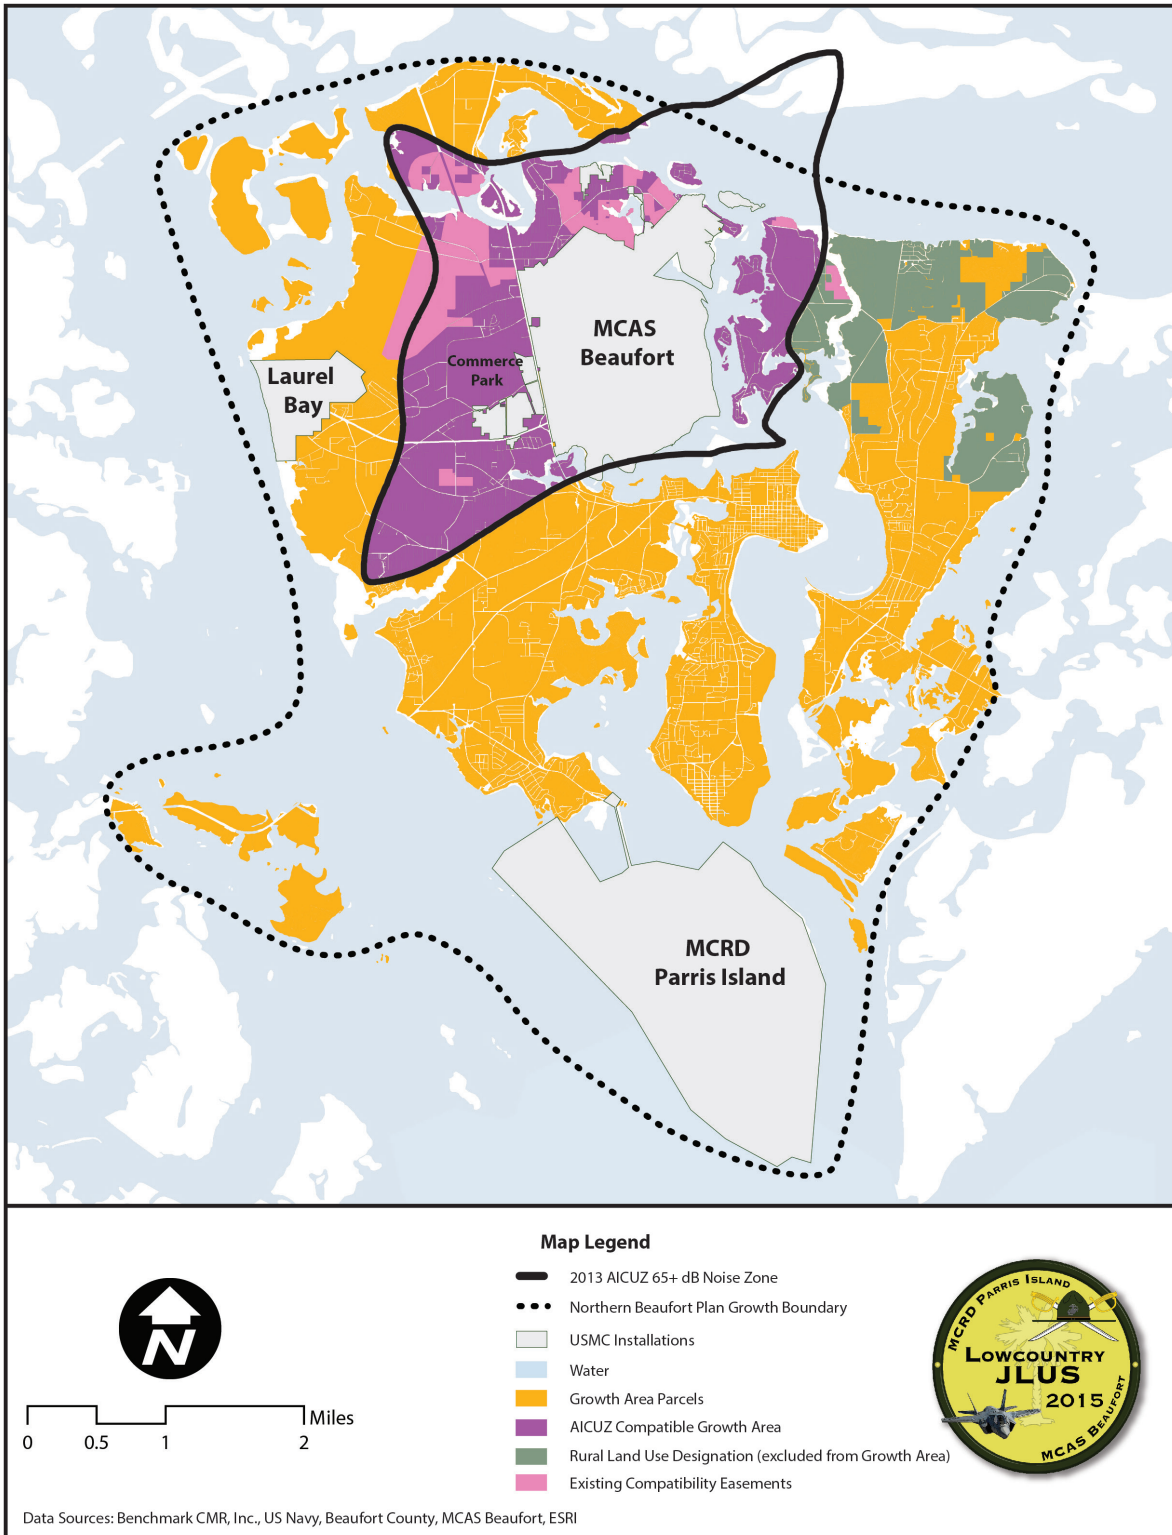 MCAS
Beaufort
Commerce
Park
Laurel
Bay
MCRD
Parris Island
Map Legend
2013 AICUZ 65+ dB Noise Zone
Northern Beaufort Plan Growth Boundary
USMC Installations
Water
Growth Area Parcels
AICUZ Compatible Growth Area
Rural Land Use Designation (excluded from Growth Area)
Existing Compatibility Easements
N
Miles
0 0.5 1 2
MCRD PARRIS ISLAND
LOWCOUNTRY
JLUS
2015
MCAS BEAUFORT
Data Sources: Benchmark CMR, Inc., US Navy, Beaufort County, MCAS Beaufort, ESRI